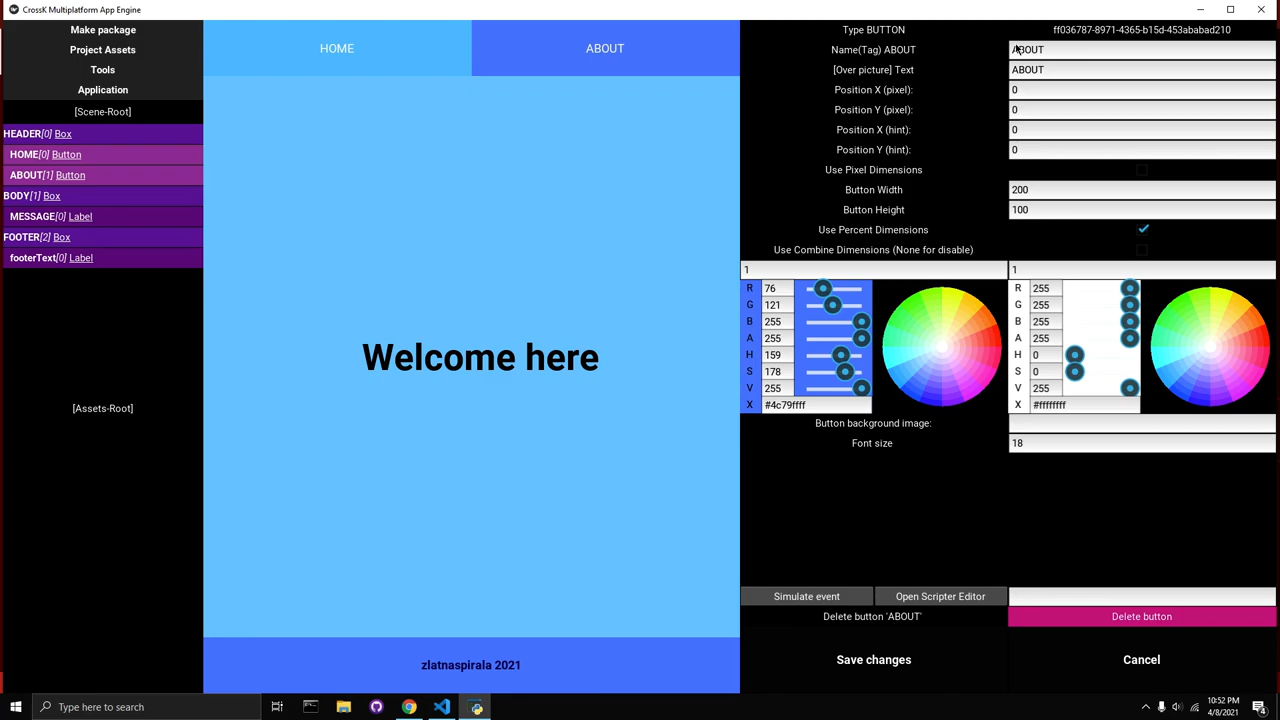 CrossK Multiplatform App Engine
Make package
Project Assets
Tools
Application
[Scene-Root]
HEADER[0] Box
HOME[0] Button
ABOUT[1] Button
BODY[1] Box
MESSAGE[0] Label
FOOTER[2] Box
footerText[0] Label
[Assets-Root]
HOME
ABOUT
Welcome here
zlatnaspirala 2021
Type BUTTON
ff036787-8971-4365-b15d-453ababad210
Name(Tag) ABOUT
ABOUT
[Over picture] Text
ABOUT
Position X (pixel):
0
Position Y (pixel):
0
Position X (hint):
0
Position Y (hint):
0
Use Pixel Dimensions
Button Width
200
Button Height
100
Use Percent Dimensions
Use Combine Dimensions (None for disable)
1
1
R 76
G 121
B 255
A 255
H 159
S 178
V 255
X #4c79ffff
R 255
G 255
B 255
A 255
H 0
S 0
V 255
X #ffffffff
Button background image:
Font size
18
Simulate event
Open Scripter Editor
Delete button 'ABOUT'
Delete button
Save changes
Cancel
Type here to search
10:52 PM
4/8/2021
4